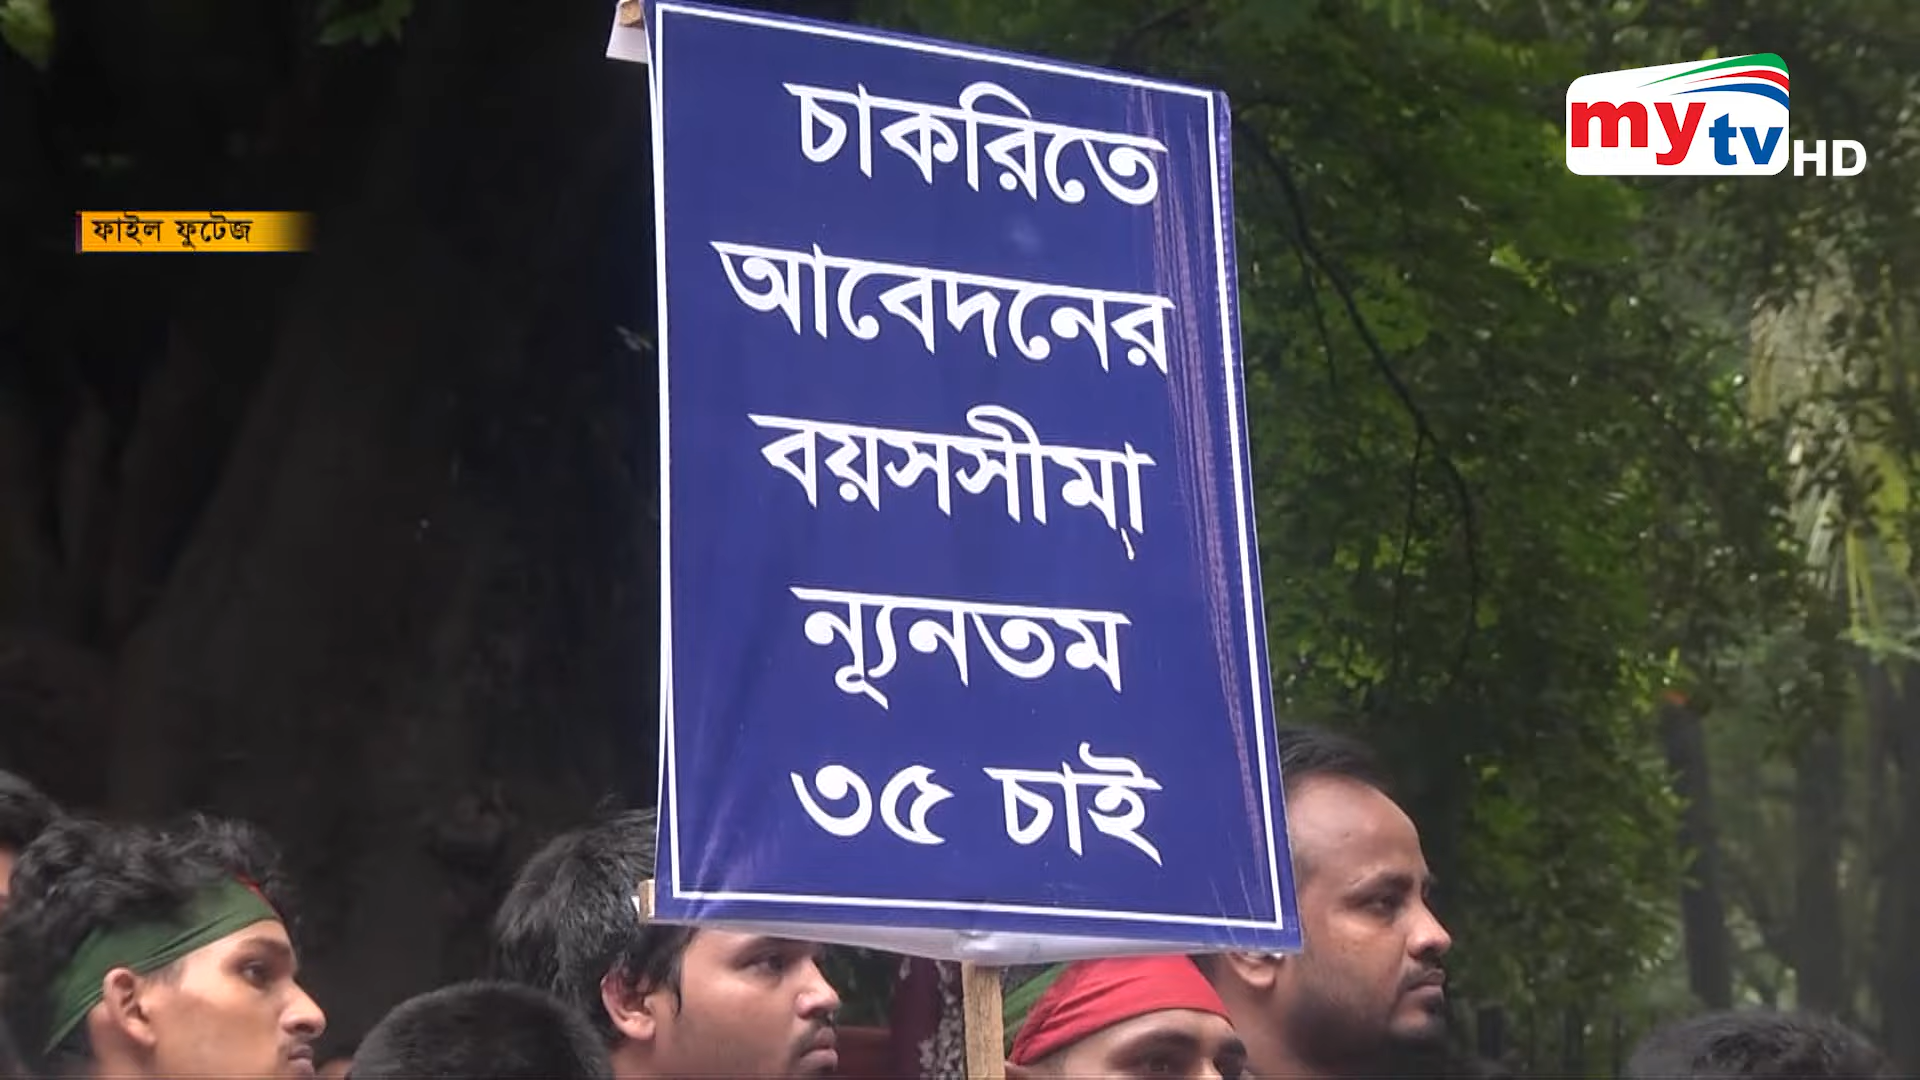 চাকরিতে
আবেদনের
বয়সসীমা
ন্যূনতম
৩৫ চাই
ফাইল ফুটেজ
mytv HD